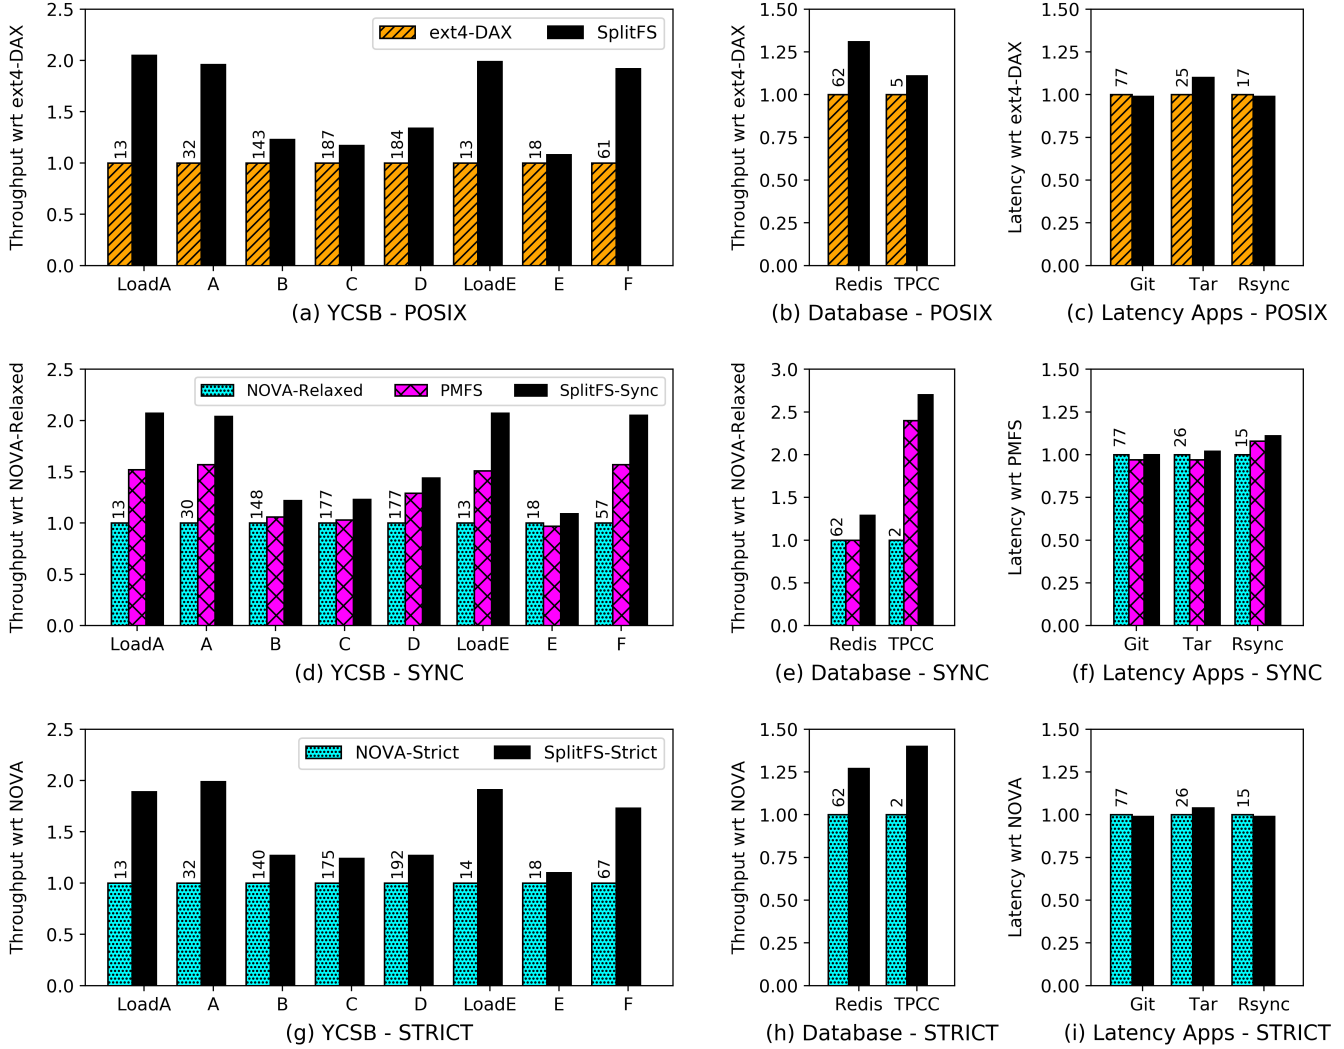 Throughput wrt ext4-DAX
2.5
2.0
1.5
1.0
0.5
0.0
ext4-DAX SplitFS
13 32 143 187 184 13 18 61
LoadA A B C D LoadE E F
(a) YCSB - POSIX
Throughput wrt ext4-DAX
1.50
1.25
1.00
0.75
0.50
0.25
0.00
62 5
Redis TPCC
(b) Database - POSIX
Latency wrt ext4-DAX
1.50
1.25
1.00
0.75
0.50
0.25
0.00
77 25 17
Git Tar Rsync
(c) Latency Apps - POSIX
Throughput wrt NOVA-Relaxed
2.5
2.0
1.5
1.0
0.5
0.0
NOVA-Relaxed PMFS SplitFS-Sync
13 30 148 177 177 13 18 57
LoadA A B C D LoadE E F
(d) YCSB - SYNC
Throughput wrt NOVA-Relaxed
3.0
2.5
2.0
1.5
1.0
0.5
0.0
62 2
Redis TPCC
(e) Database - SYNC
Latency wrt PMFS
1.50
1.25
1.00
0.75
0.50
0.25
0.00
77 26 15
Git Tar Rsync
(f) Latency Apps - SYNC
Throughput wrt NOVA
2.5
2.0
1.5
1.0
0.5
0.0
NOVA-Strict SplitFS-Strict
13 32 140 175 192 14 18 67
LoadA A B C D LoadE E F
(g) YCSB - STRICT
Throughput wrt NOVA
1.50
1.25
1.00
0.75
0.50
0.25
0.00
62 2
Redis TPCC
(h) Database - STRICT
Latency wrt NOVA
1.50
1.25
1.00
0.75
0.50
0.25
0.00
77 26 15
Git Tar Rsync
(i) Latency Apps - STRICT